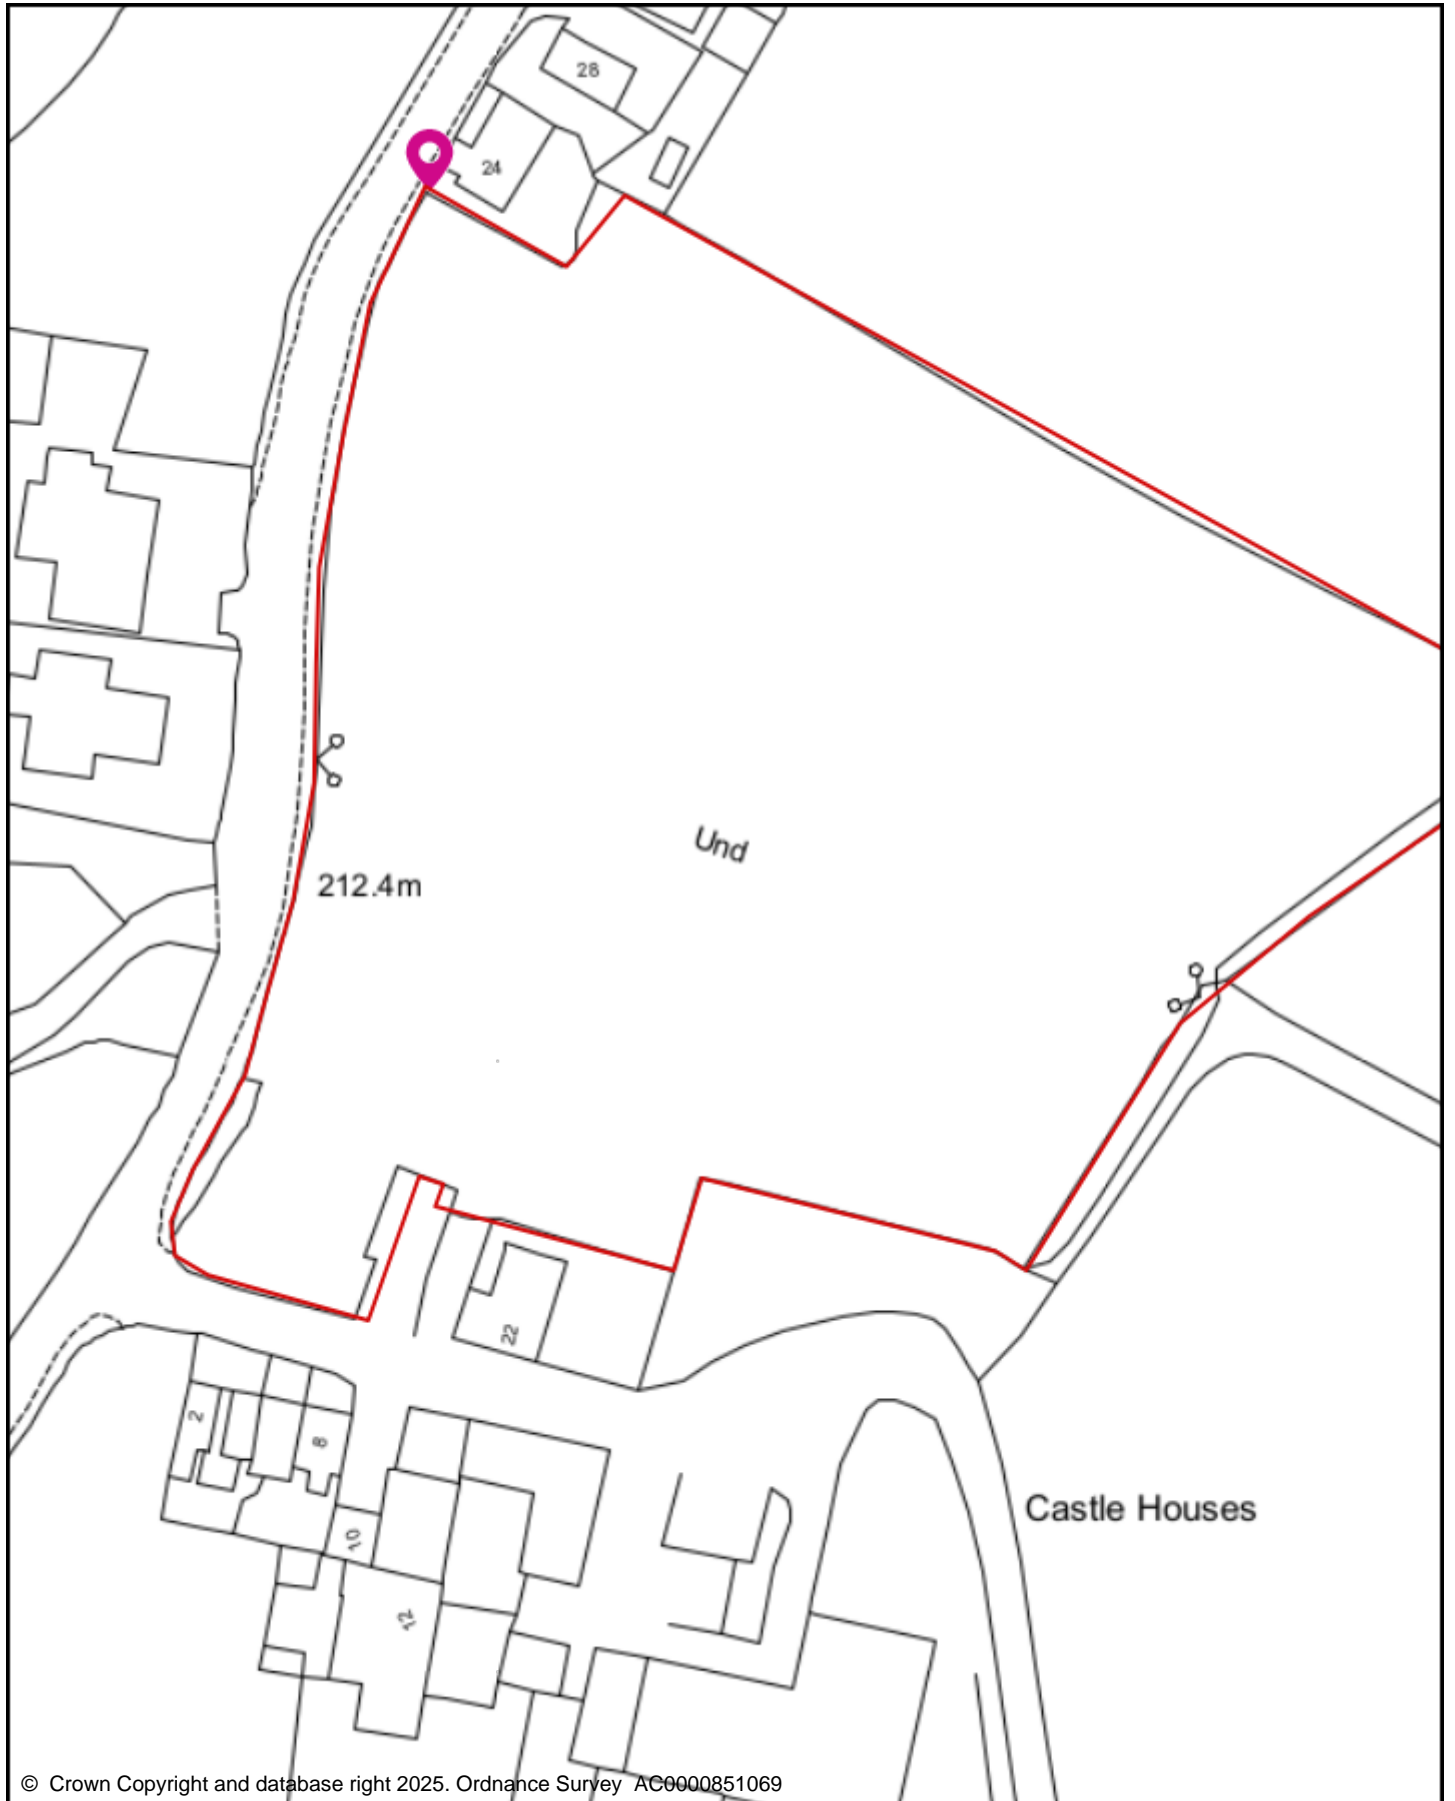 28
24
Und
212.4m
22
2
8
Castle Houses
10
12
© Crown Copyright and database right 2025. Ordnance Survey AC0000851069